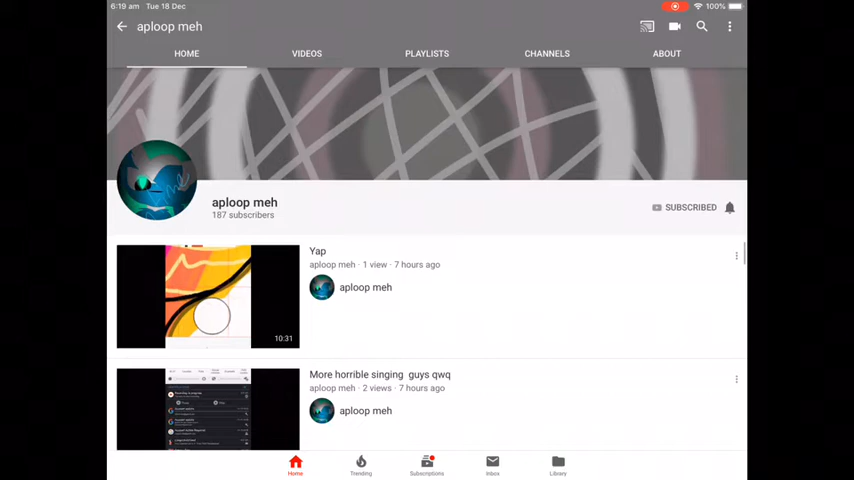 6:19 am Tue 18 Dec
100%
aploop meh
HOME VIDEOS PLAYLISTS CHANNELS ABOUT
aploop meh
187 subscribers
SUBSCRIBED
Yap
aploop meh · 1 view · 7 hours ago
aploop meh
10:31
More horrible singing guys qwq
aploop meh · 2 views · 7 hours ago
aploop meh
Home Trending Subscriptions Inbox Library